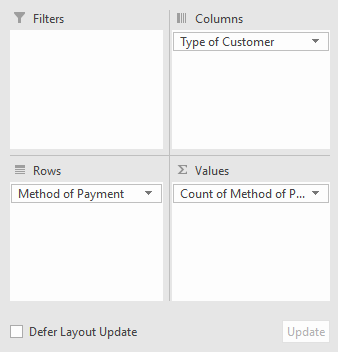 Filters
Columns
Type of Customer
Rows
Values
Method of Payment
Count of Method of P...
Defer Layout Update
Update